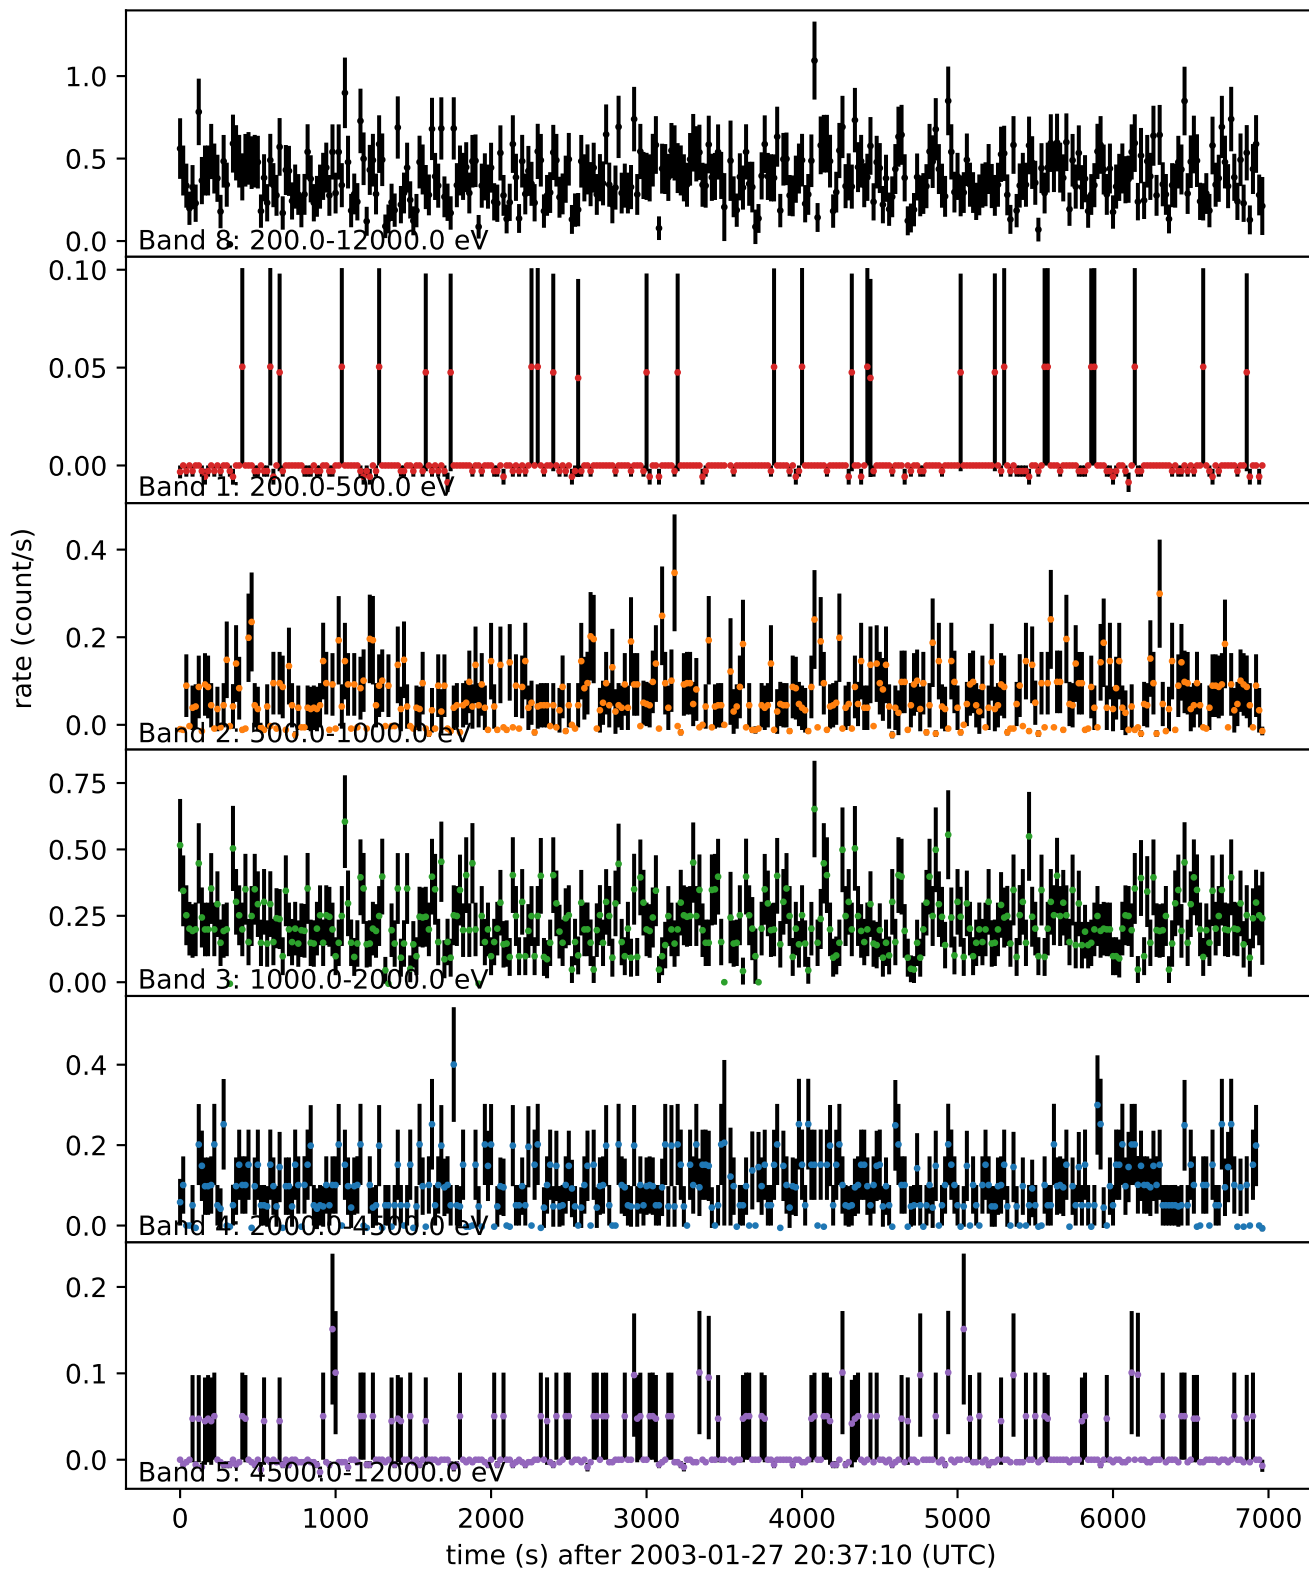 1.0
0.5
0.0
Band 8: 200.0-12000.0 eV
0.10
0.05
0.00
Band 1: 200.0-500.0 eV
rate (count/s)
0.4
0.2
0.0
Band 2: 500.0-1000.0 eV
0.75
0.50
0.25
0.00
Band 3: 1000.0-2000.0 eV
0.4
0.2
0.0
Band 4: 2000.0-4500.0 eV
0.2
0.1
0.0
Band 5: 4500.0-12000.0 eV
0 1000 2000 3000 4000 5000 6000 7000
time (s) after 2003-01-27 20:37:10 (UTC)